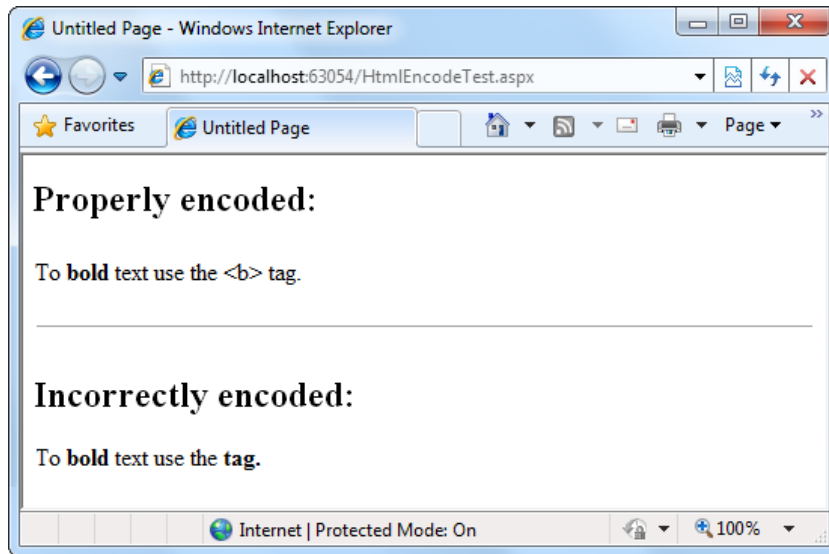 Untitled Page - Windows Internet Explorer
http://localhost:63054/HtmlEncodeTest.aspx
Favorites
Untitled Page
Page
»
Properly encoded:
To bold text use the <b> tag.
Incorrectly encoded:
To bold text use the tag.
Internet | Protected Mode: On
100%